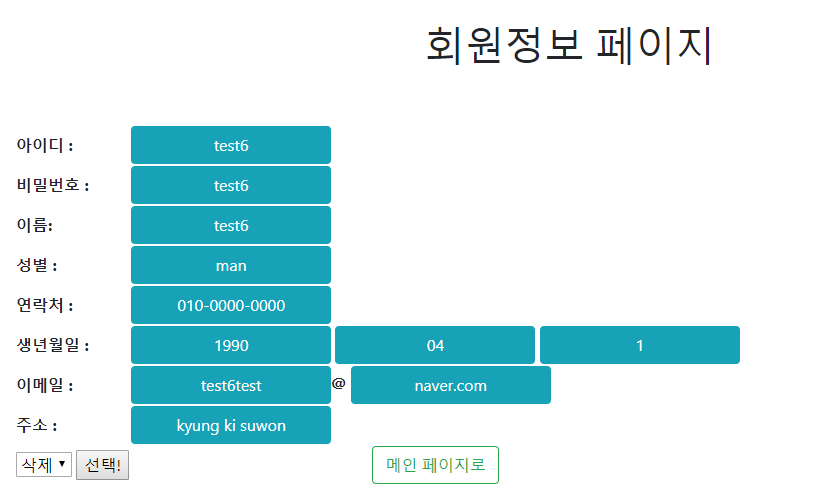 회원정보 페이지
아이디 : test6
비밀번호 : test6
이름: test6
성별 : man
연락처 : 010-0000-0000
생년월일 : 1990 04 1
이메일 : test6test @ naver.com
주소 : kyung ki suwon
삭제 선택! 메인 페이지로